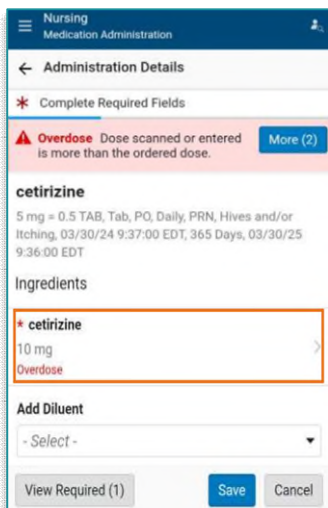 Nursing
Medication Administration
Administration Details
* Complete Required Fields
Overdose Dose scanned or entered
is more than the ordered dose.
More (2)
cetirizine
5 mg = 0.5 TAB, Tab, PO, Daily, PRN, Hives and/or
Itching, 03/30/24 9:37:00 EDT, 365 Days, 03/30/25
9:36:00 EDT
Ingredients
* cetirizine
10 mg
Overdose
Add Diluent
- Select -
View Required (1)
Save
Cancel